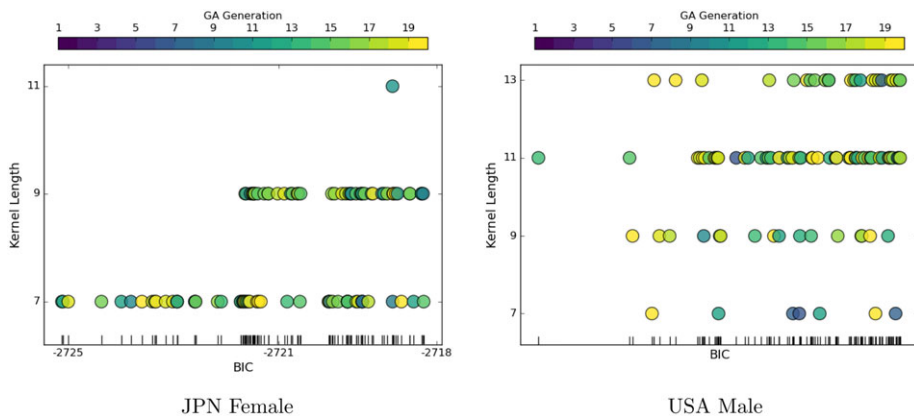 GA Generation
1 3 5 7 9 11 13 15 17 19
Kernel Length
11
9
7
-2725 -2721 -2718
BIC
JPN Female
GA Generation
1 3 5 7 9 11 13 15 17 19
Kernel Length
13
11
9
7
BIC
USA Male